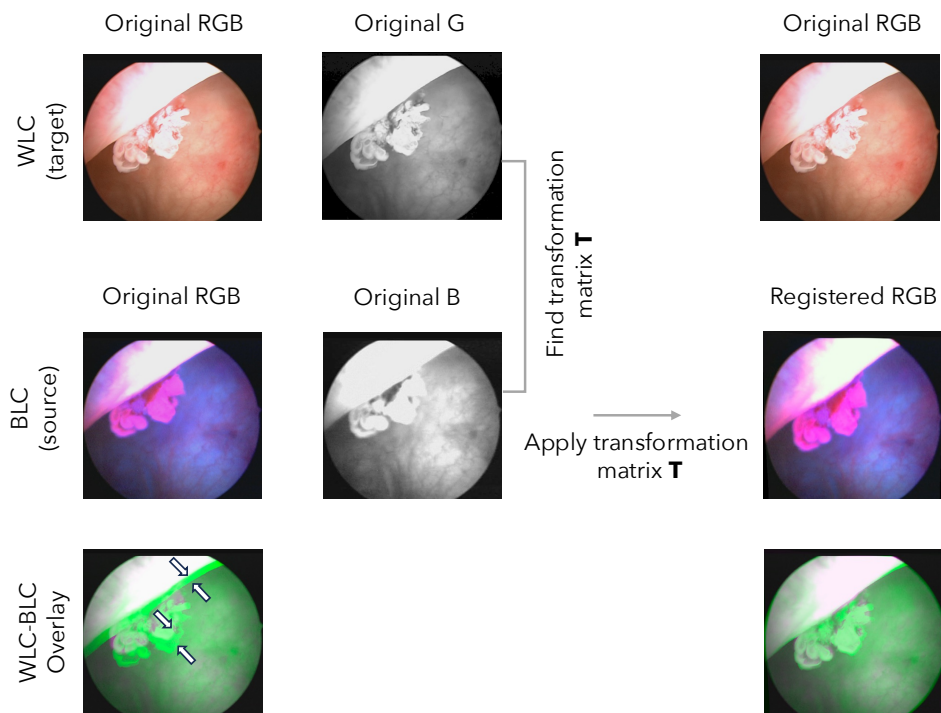 Original RGB
Original G
Original RGB
WLC
(target)
Find transformation
matrix T
Original RGB
Original B
Registered RGB
BLC
(source)
Apply transformation
matrix T
WLC-BLC
Overlay